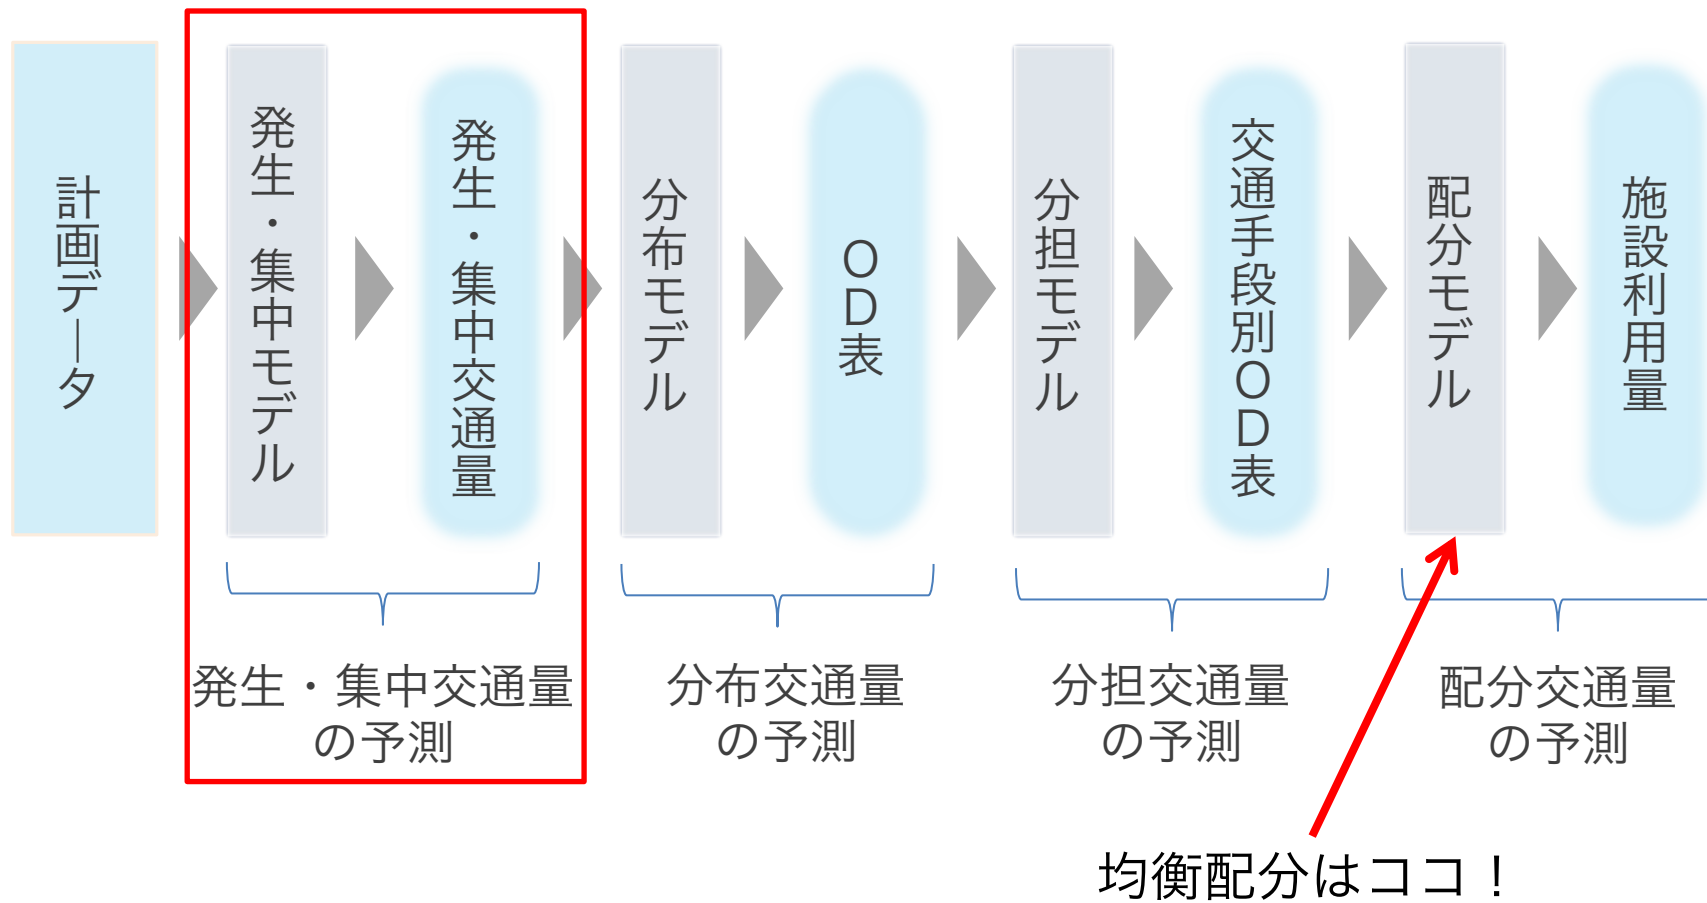 計画データ
発生・集中モデル
発生・集中交通量
分布モデル
ＯＤ表
分担モデル
交通手段別ＯＤ表
配分モデル
施設利用量
発生・集中交通量
の予測
分布交通量
の予測
分担交通量
の予測
配分交通量
の予測
均衡配分はココ！